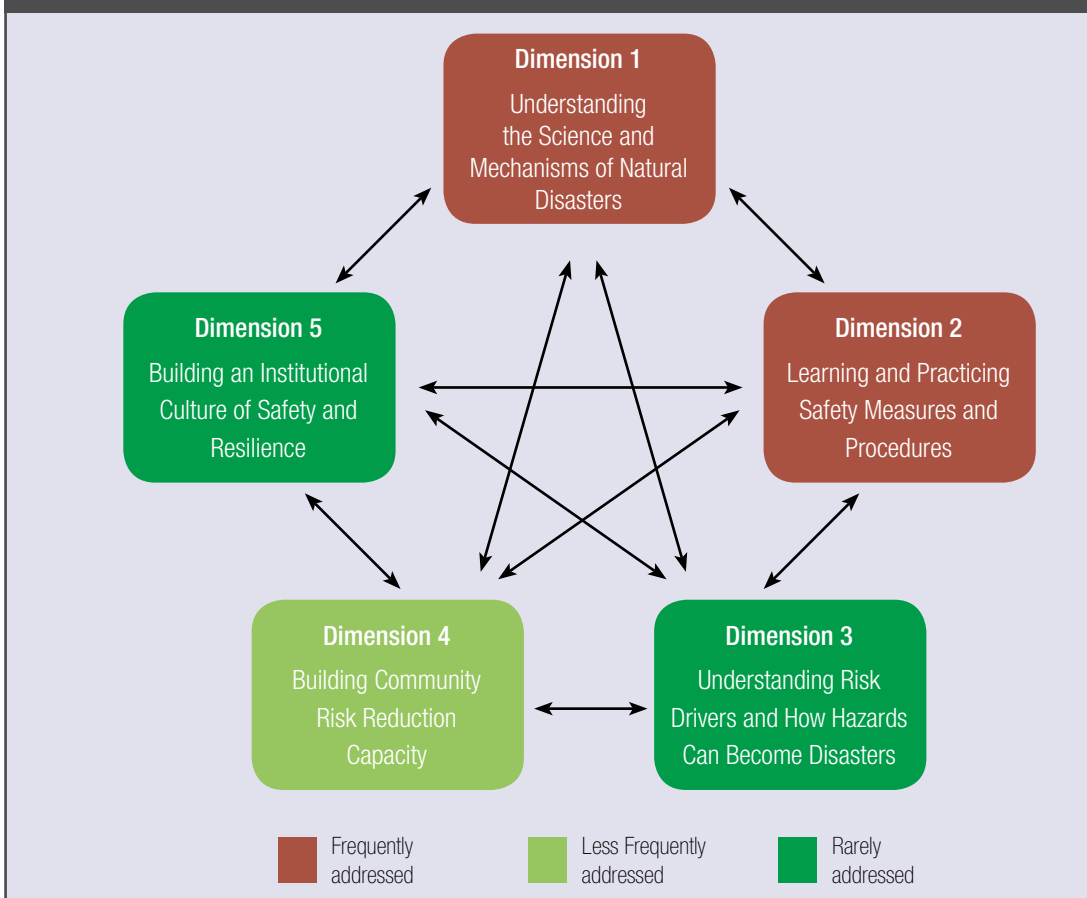 Dimension 1
Understanding
the Science and
Mechanisms of Natural
Disasters
Dimension 5
Building an Institutional
Culture of Safety and
Resilience
Dimension 2
Learning and Practicing
Safety Measures and
Procedures
Dimension 4
Building Community
Risk Reduction
Capacity
Dimension 3
Understanding Risk
Drivers and How Hazards
Can Become Disasters
Frequently
addressed
Less Frequently
addressed
Rarely
addressed